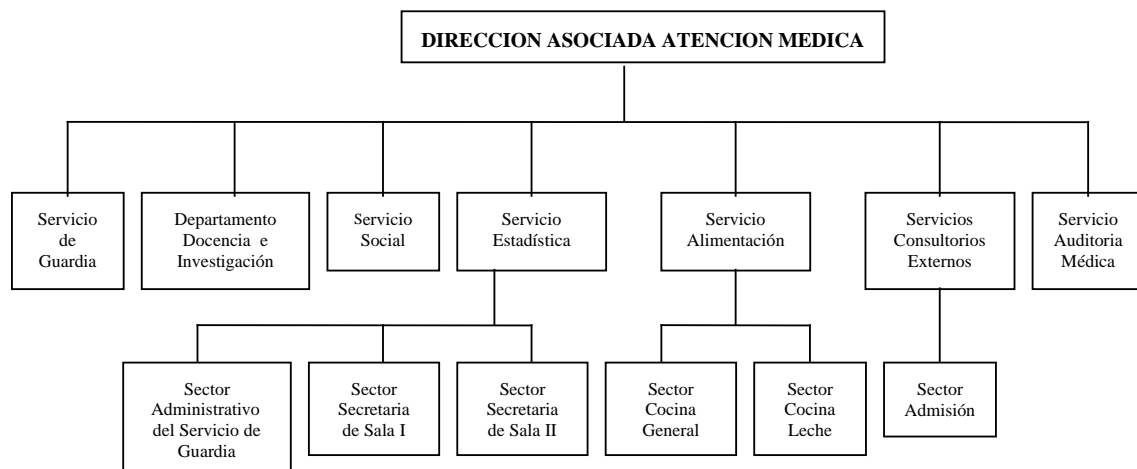 DIRECCION ASOCIADA ATENCION MEDICA
Servicio
de
Guardia
Departamento
Docencia e
Investigación
Servicio
Social
Servicio
Estadística
Servicio
Alimentación
Servicios
Consultorios
Externos
Servicio
Auditoria
Médica
Sector
Administrativo
del Servicio de
Guardia
Sector
Secretaria
de Sala I
Sector
Secretaria
de Sala II
Sector
Cocina
General
Sector
Cocina
Leche
Sector
Admisión